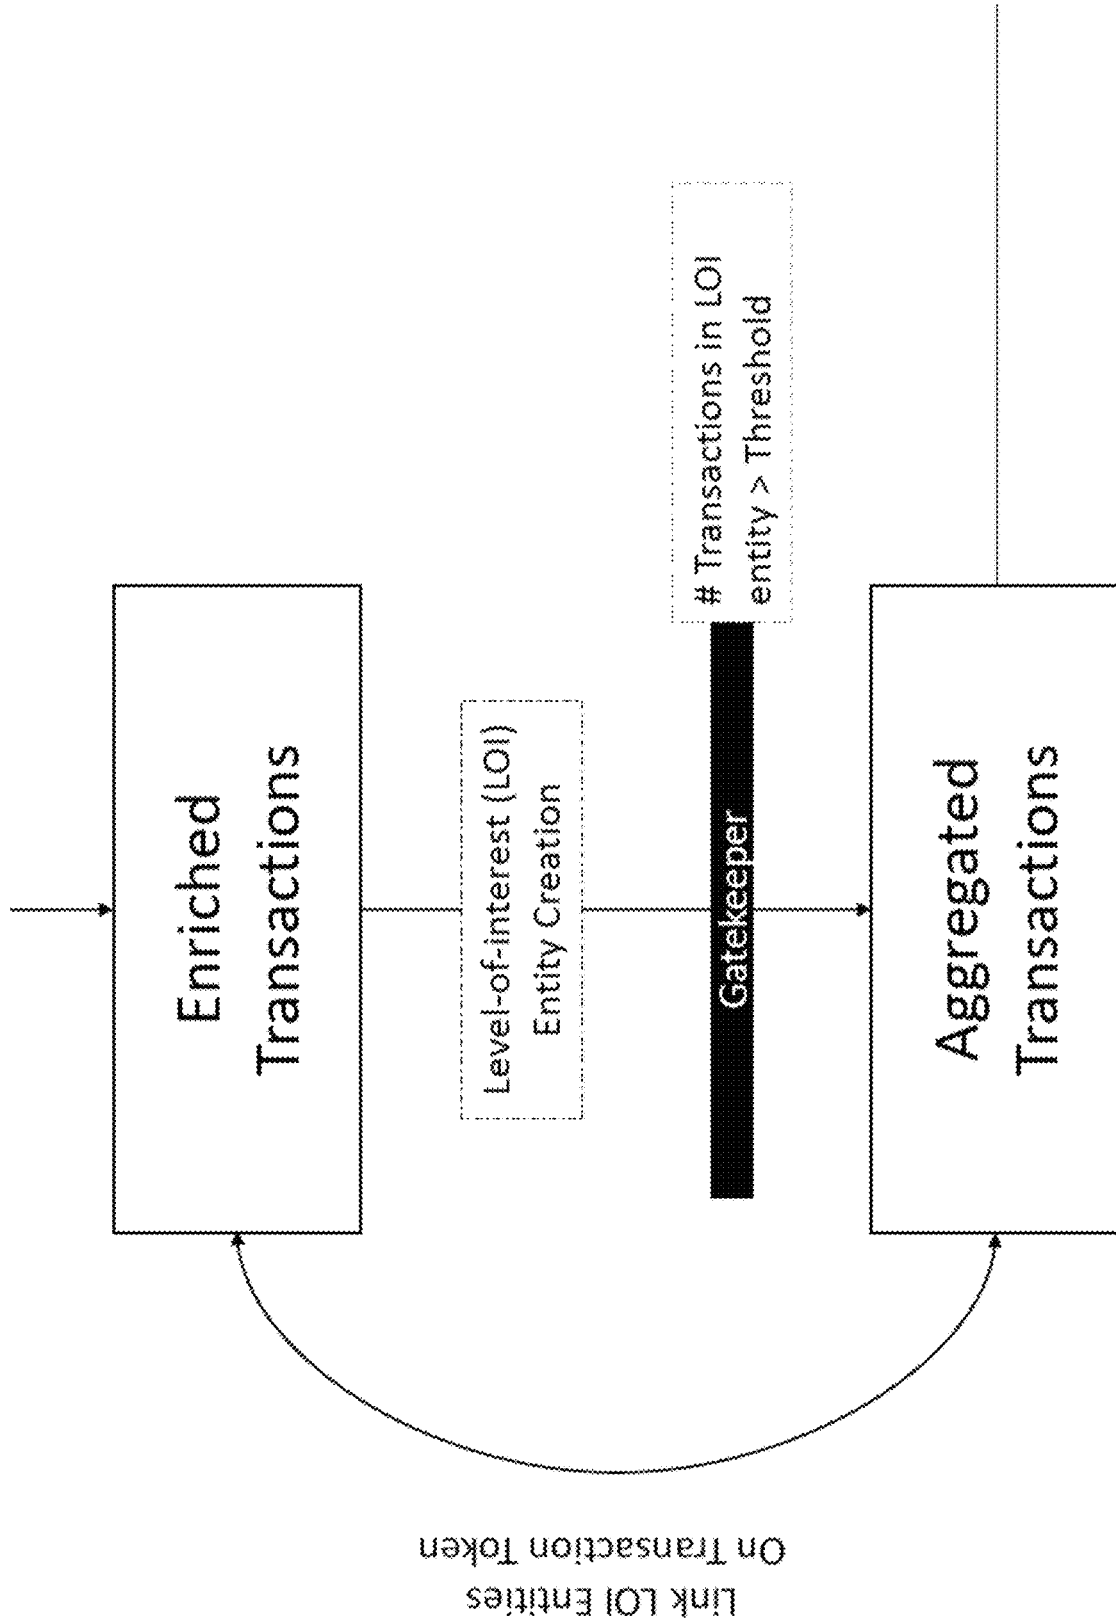 Enriched
Transactions
Level-of-interest (LOI)
Entity Creation
# Transactions in LOI
entity > Threshold
Gatekeeper
Aggregated
Transactions
Link LOI Entities
On Transaction Token